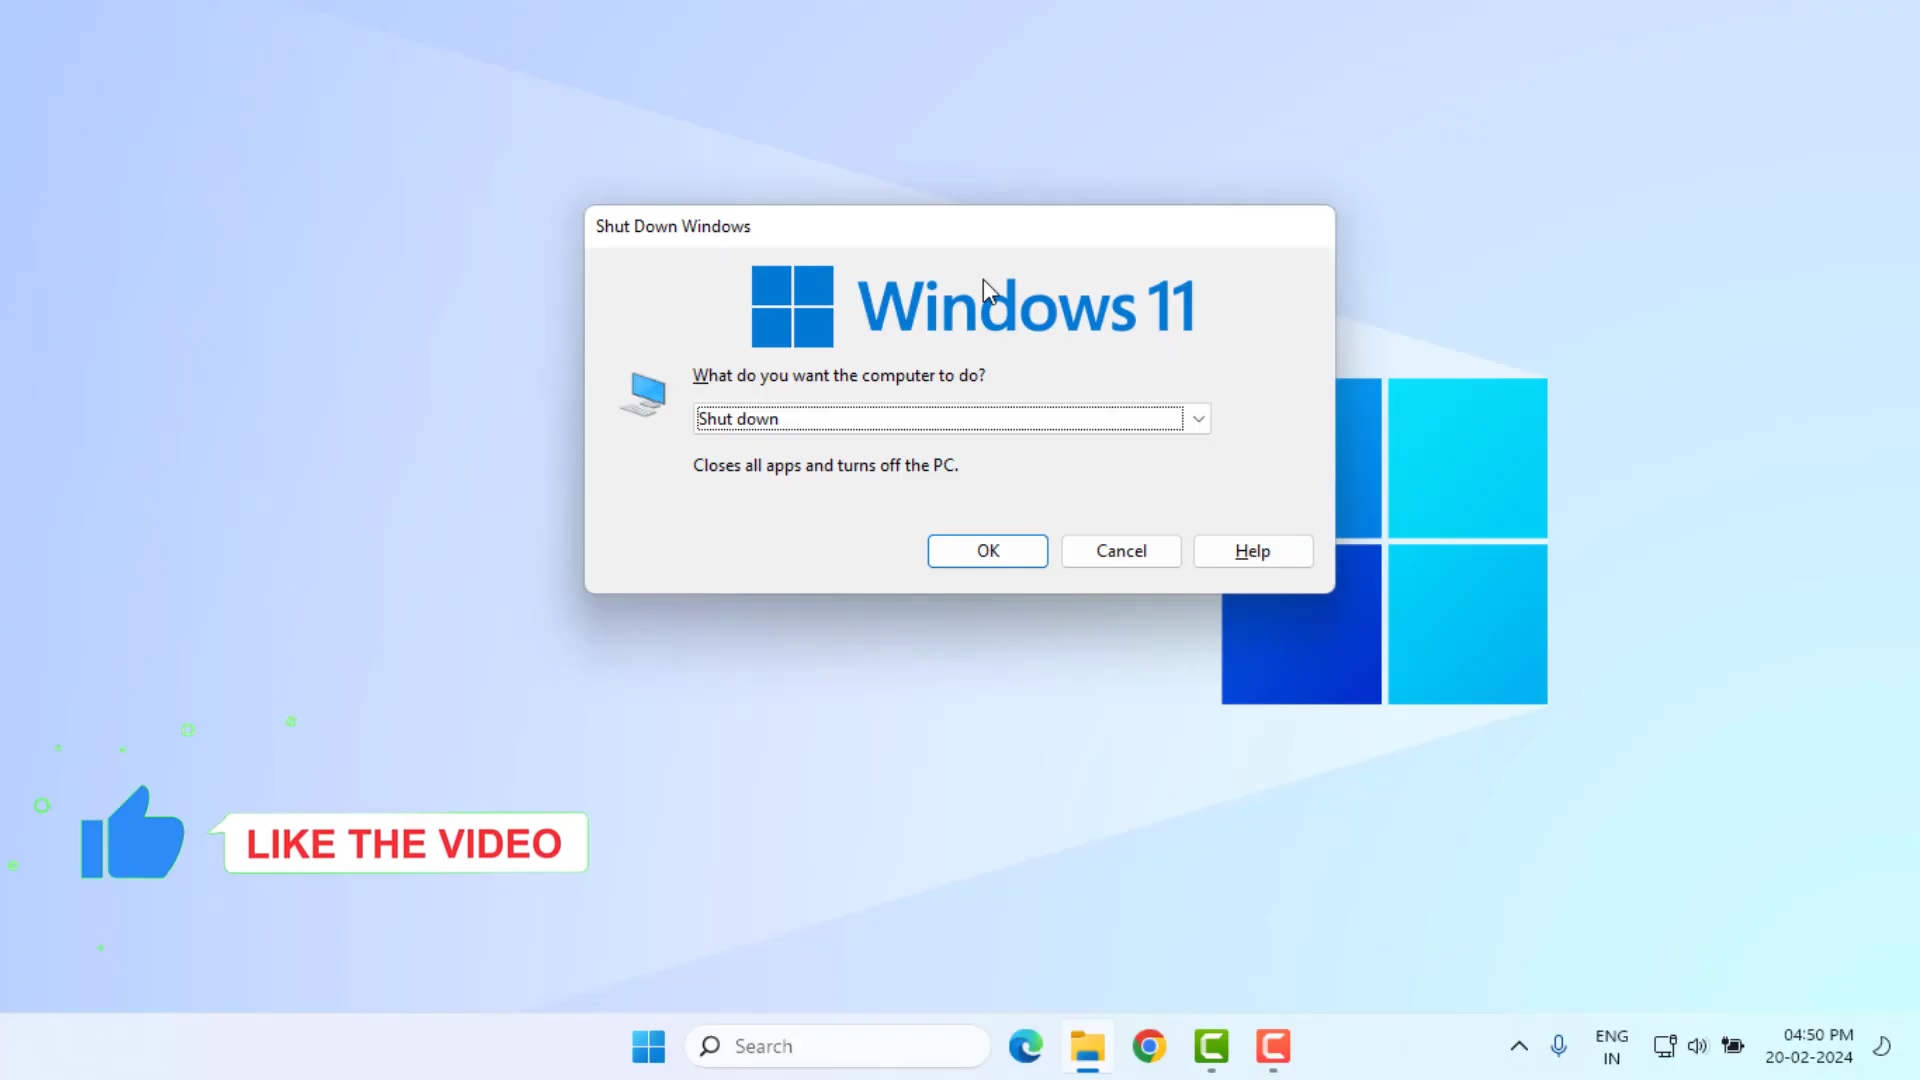 Shut Down Windows
Windows 11
What do you want the computer to do?
Shut down
Closes all apps and turns off the PC.
OK
Cancel
Help
LIKE THE VIDEO
Search
ENG
IN
04:50 PM
20-02-2024